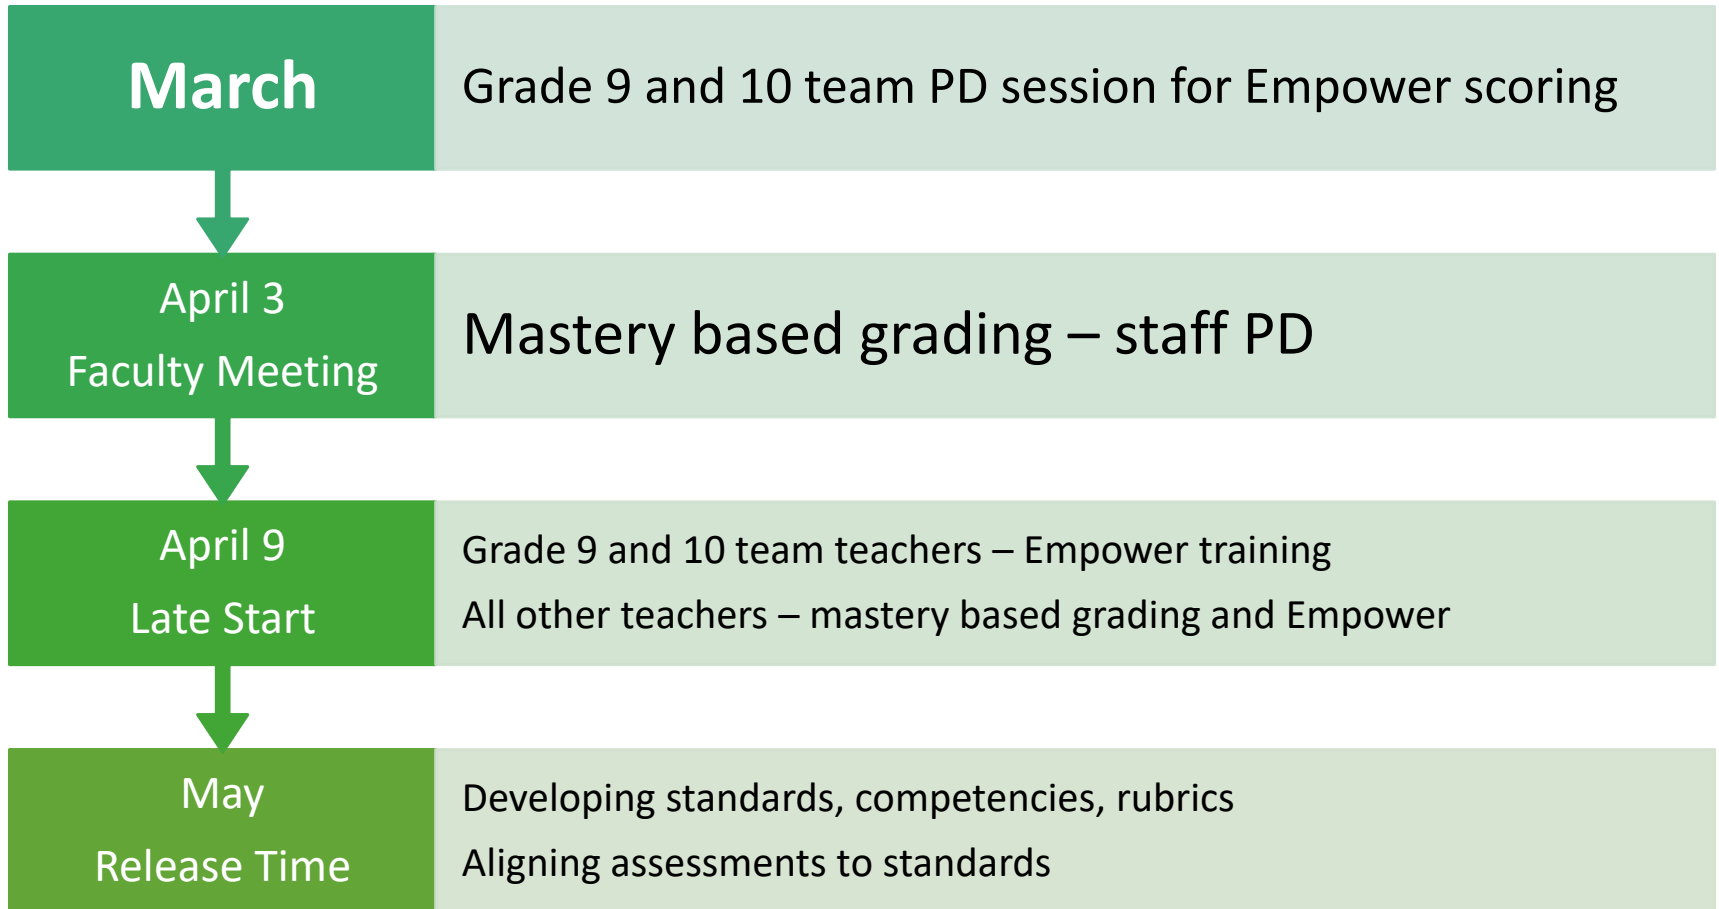 March
Grade 9 and 10 team PD session for Empower scoring
April 3
Faculty Meeting
Mastery based grading – staff PD
April 9
Late Start
Grade 9 and 10 team teachers – Empower training
All other teachers – mastery based grading and Empower
May
Release Time
Developing standards, competencies, rubrics
Aligning assessments to standards